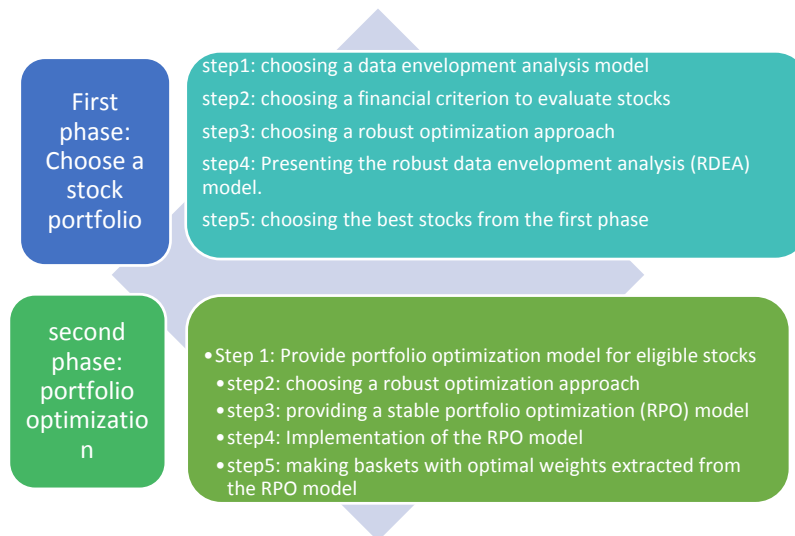 First
phase:
Choose a
stock
portfolio
step1: choosing a data envelopment analysis model
step2: choosing a financial criterion to evaluate stocks
step3: choosing a robust optimization approach
step4: Presenting the robust data envelopment analysis (RDEA)
model.
step5: choosing the best stocks from the first phase
second
phase:
portfolio
optimizatio
n
•Step 1: Provide portfolio optimization model for eligible stocks
•step2: choosing a robust optimization approach
•step3: providing a stable portfolio optimization (RPO) model
•step4: Implementation of the RPO model
•step5: making baskets with optimal weights extracted from
the RPO model